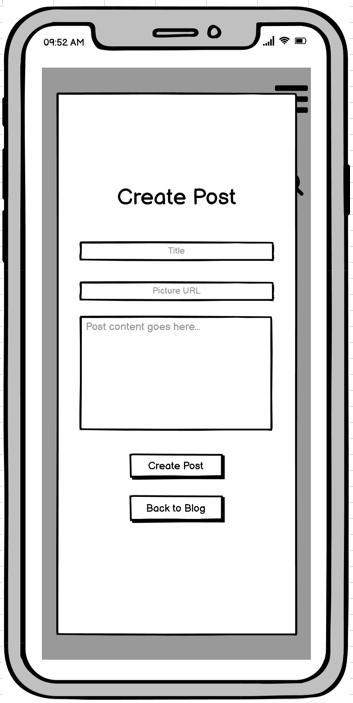 09:52 AM
Create Post
Title
Picture URL
Post content goes here...
Create Post
Back to Blog